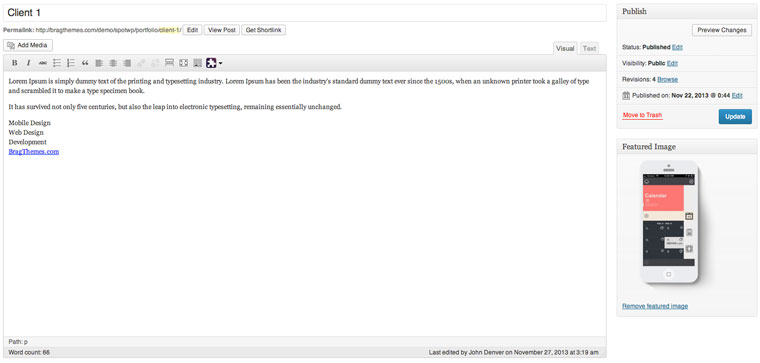 Client 1
Permalink: http://bragthemes.com/demo/spotwp/portfolio/client-1/ Edit View Post Get Shortlink
Add Media
Visual Text
B I ABC
Lorem Ipsum is simply dummy text of the printing and typesetting industry. Lorem Ipsum has been the industry's standard dummy text ever since the 1500s, when an unknown printer took a galley of type
and scrambled it to make a type specimen book.
It has survived not only five centuries, but also the leap into electronic typesetting, remaining essentially unchanged.
Mobile Design
Web Design
Development
BragThemes.com
Path: p
Word count: 66
Last edited by John Denver on November 27, 2013 at 3:19 am
Publish
Preview Changes
Status: Published Edit
Visibility: Public Edit
Revisions: 4 Browse
Published on: Nov 22, 2013 @ 0:44 Edit
Move to Trash Update
Featured Image
Calendar
Remove featured image